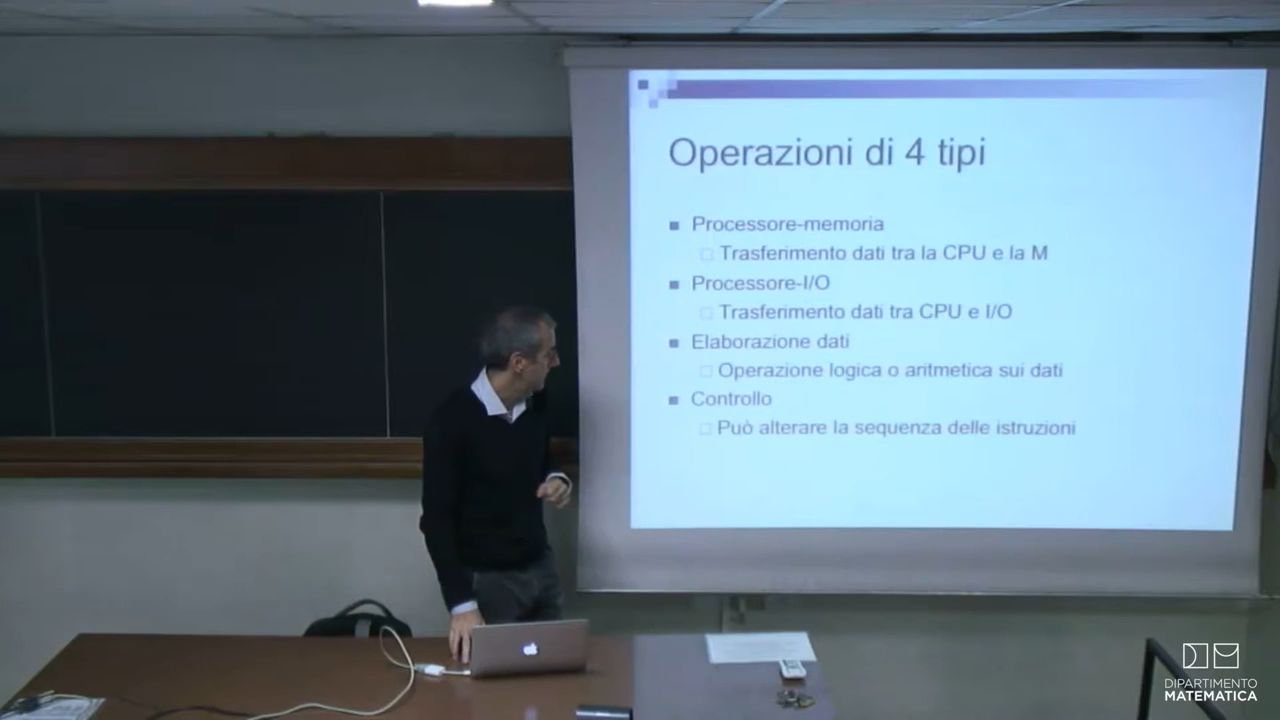 Operazioni di 4 tipi
Processore-memoria
Trasferimento dati tra la CPU e la M
Processore-I/O
Trasferimento dati tra CPU e I/O
Elaborazione dati
Operazione logica o aritmetica sui dati
Controllo
Può alterare la sequenza delle istruzioni
DIPARTIMENTO
MATEMATICA